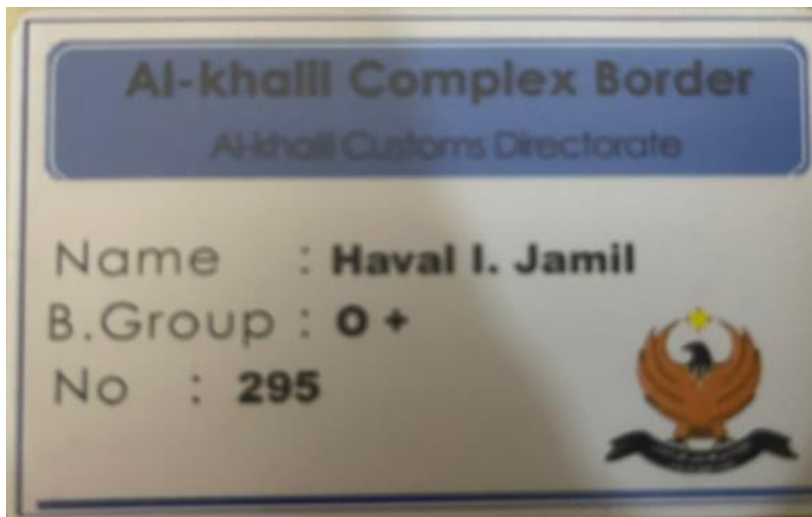 Al-khalil Complex Border
Al-khalil Customs Directorate
Name : Haval I. Jamil
B.Group : O +
No : 295